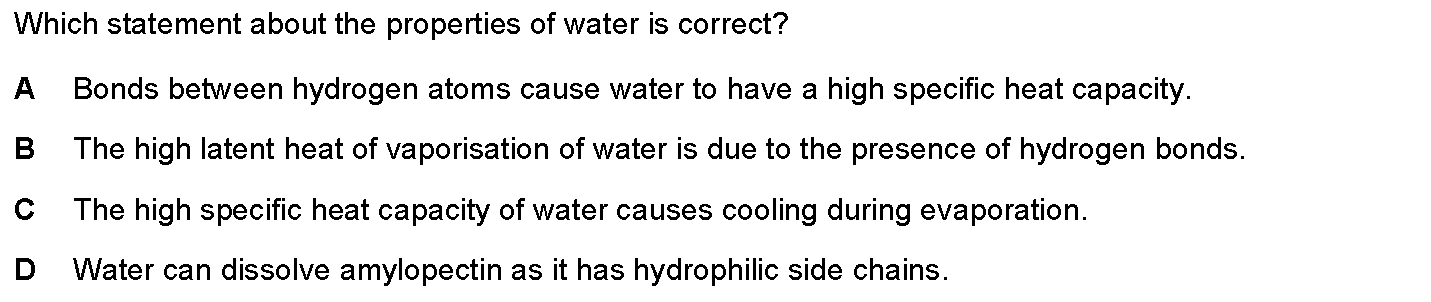 Which statement about the properties of water is correct?
A Bonds between hydrogen atoms cause water to have a high specific heat capacity.
B The high latent heat of vaporisation of water is due to the presence of hydrogen bonds.
C The high specific heat capacity of water causes cooling during evaporation.
D Water can dissolve amylopectin as it has hydrophilic side chains.